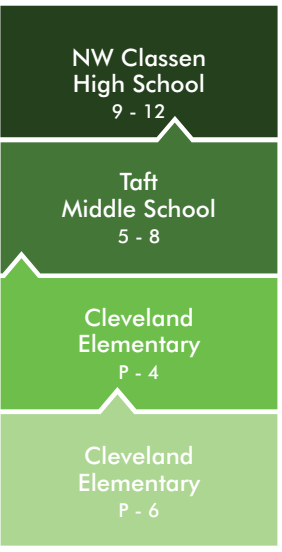 NW Classen
High School
9 - 12
Taft
Middle School
5 - 8
Cleveland
Elementary
P - 4
Cleveland
Elementary
P - 6